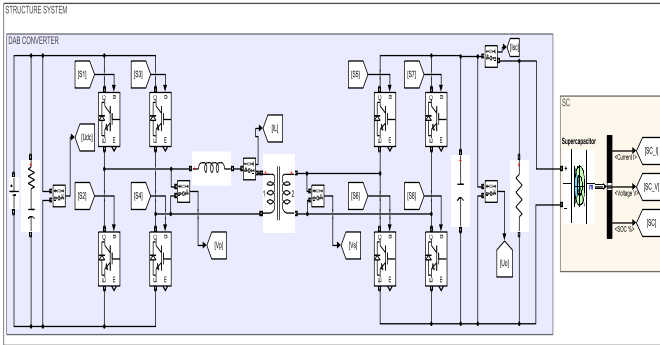 STRUCTURE SYSTEM
DAB CONVERTER
[S1]
[S3]
[S5]
[S7]
[Isc]
[Udc]
[IL]
SC
Supercapacitor
<Current I>
[SC_I]
<Voltage V>
[SC_V]
<SOC %>
[SC]
m
[S2]
[S4]
[S6]
[S8]
[Vp]
[Vs]
[Uo]